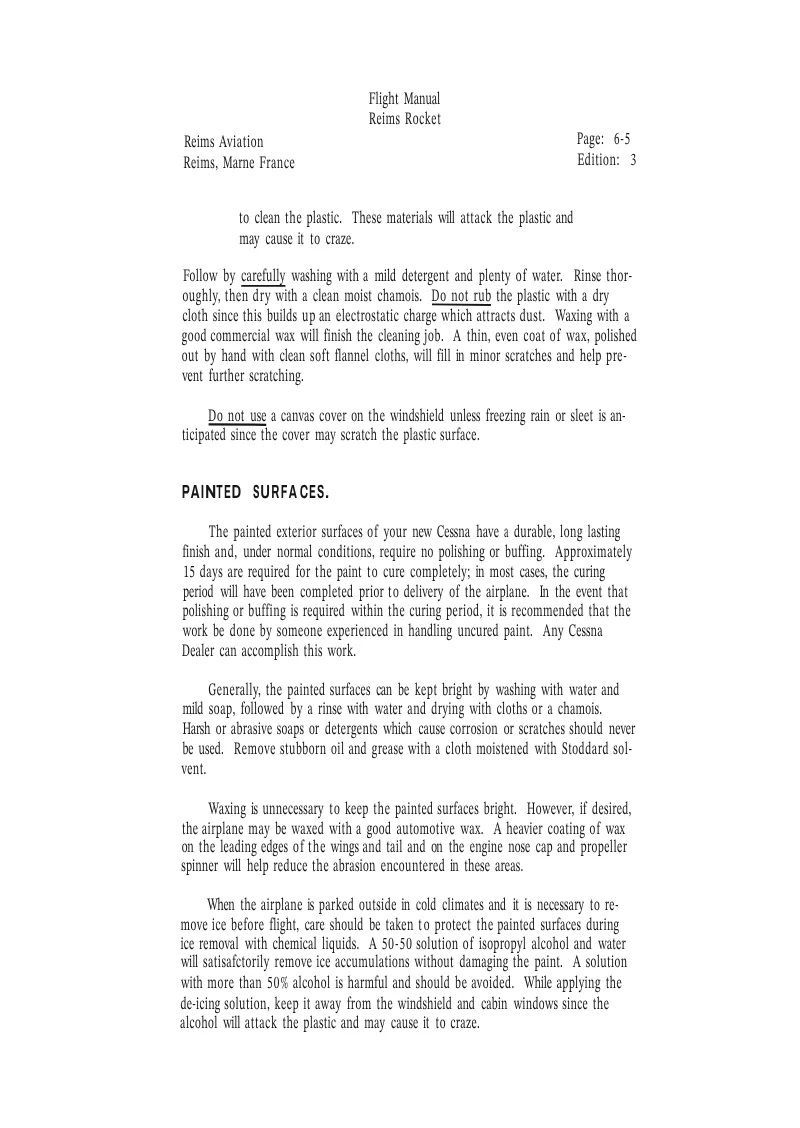 Flight Manual
Reims Rocket
Reims Aviation
Reims, Marne France
Page: 6-5
Edition: 3
to clean the plastic. These materials will attack the plastic and
may cause it to craze.
Follow by carefully washing with a mild detergent and plenty of water. Rinse thor-
oughly, then dry with a clean moist chamois. Do not rub the plastic with a dry
cloth since this builds up an electrostatic charge which attracts dust. Waxing with a
good commercial wax will finish the cleaning job. A thin, even coat of wax, polished
out by hand with clean soft flannel cloths, will fill in minor scratches and help pre-
vent further scratching.
Do not use a canvas cover on the windshield unless freezing rain or sleet is an-
ticipated since the cover may scratch the plastic surface.
PAINTED SURFACES.
The painted exterior surfaces of your new Cessna have a durable, long lasting
finish and, under normal conditions, require no polishing or buffing. Approximately
15 days are required for the paint to cure completely; in most cases, the curing
period will have been completed prior to delivery of the airplane. In the event that
polishing or buffing is required within the curing period, it is recommended that the
work be done by someone experienced in handling uncured paint. Any Cessna
Dealer can accomplish this work.
Generally, the painted surfaces can be kept bright by washing with water and
mild soap, followed by a rinse with water and drying with cloths or a chamois.
Harsh or abrasive soaps or detergents which cause corrosion or scratches should never
be used. Remove stubborn oil and grease with a cloth moistened with Stoddard sol-
vent.
Waxing is unnecessary to keep the painted surfaces bright. However, if desired,
the airplane may be waxed with a good automotive wax. A heavier coating of wax
on the leading edges of the wings and tail and on the engine nose cap and propeller
spinner will help reduce the abrasion encountered in these areas.
When the airplane is parked outside in cold climates and it is necessary to re-
move ice before flight, care should be taken to protect the painted surfaces during
ice removal with chemical liquids. A 50-50 solution of isopropyl alcohol and water
will satisafctorily remove ice accumulations without damaging the paint. A solution
with more than 50% alcohol is harmful and should be avoided. While applying the
de-icing solution, keep it away from the windshield and cabin windows since the
alcohol will attack the plastic and may cause it to craze.